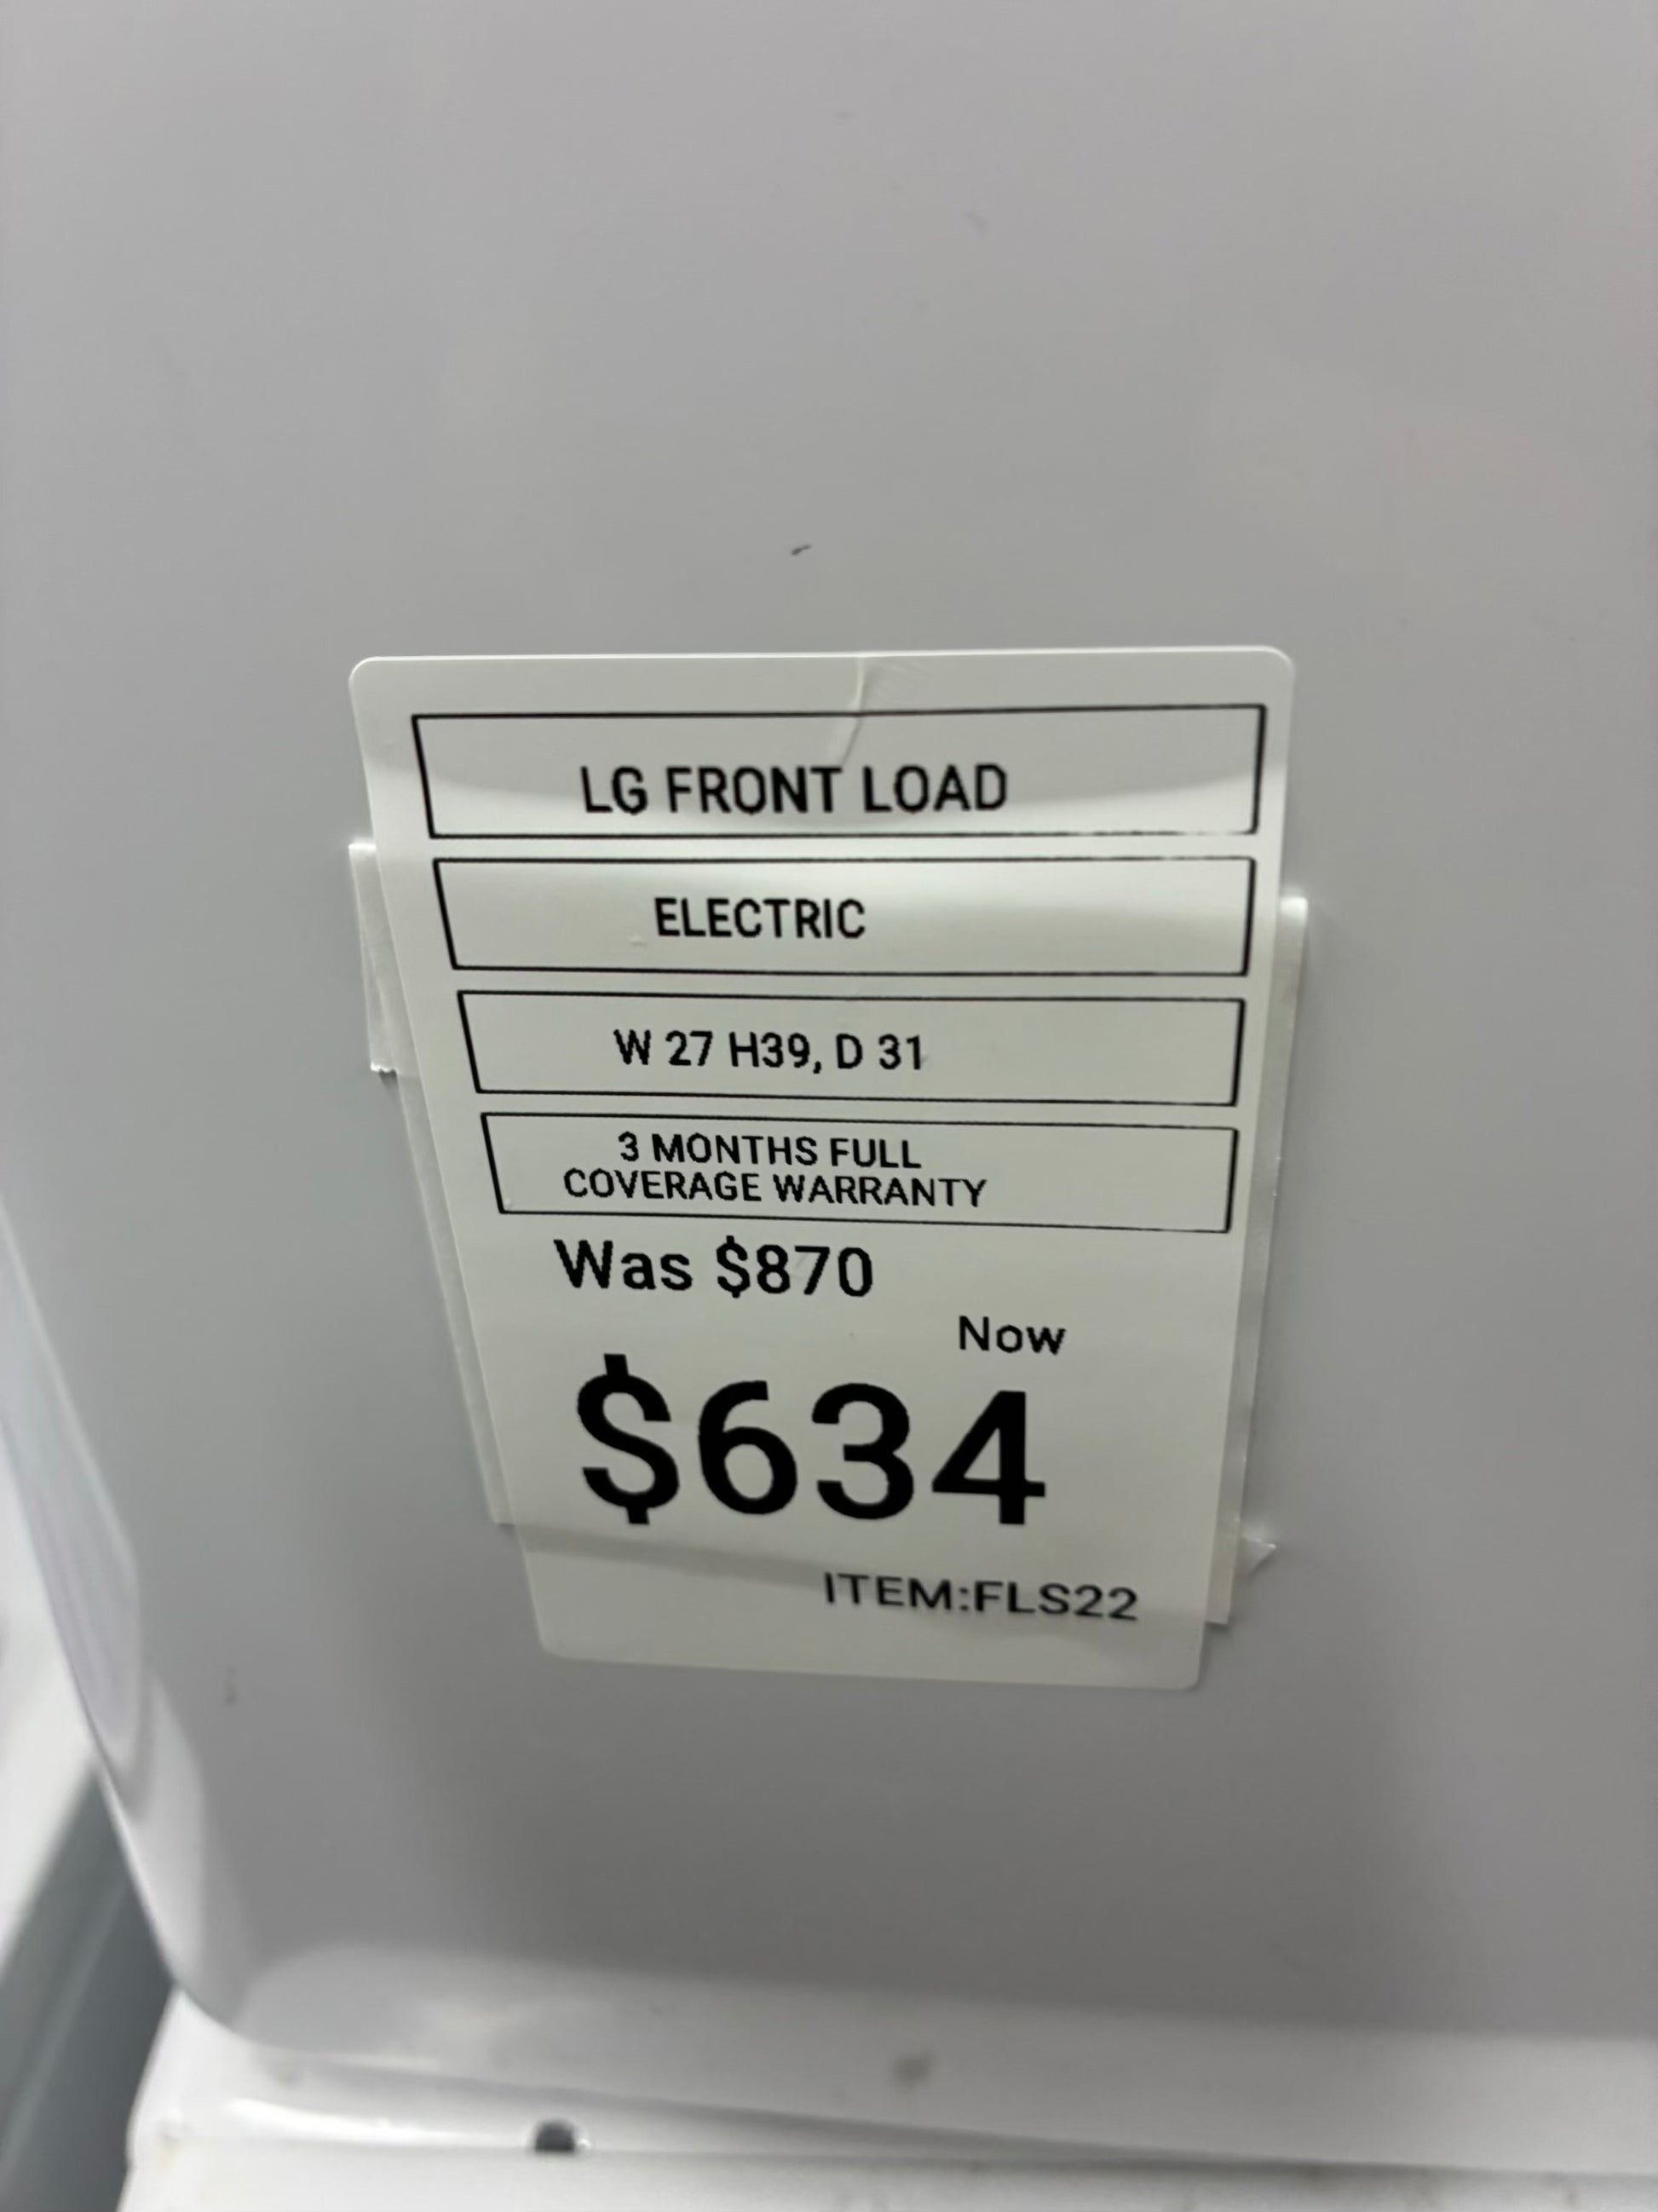 LG FRONT LOAD
ELECTRIC
W 27 H39, D 31
3 MONTHS FULL
COVERAGE WARRANTY
Was $870
Now
$634
ITEM:FLS22